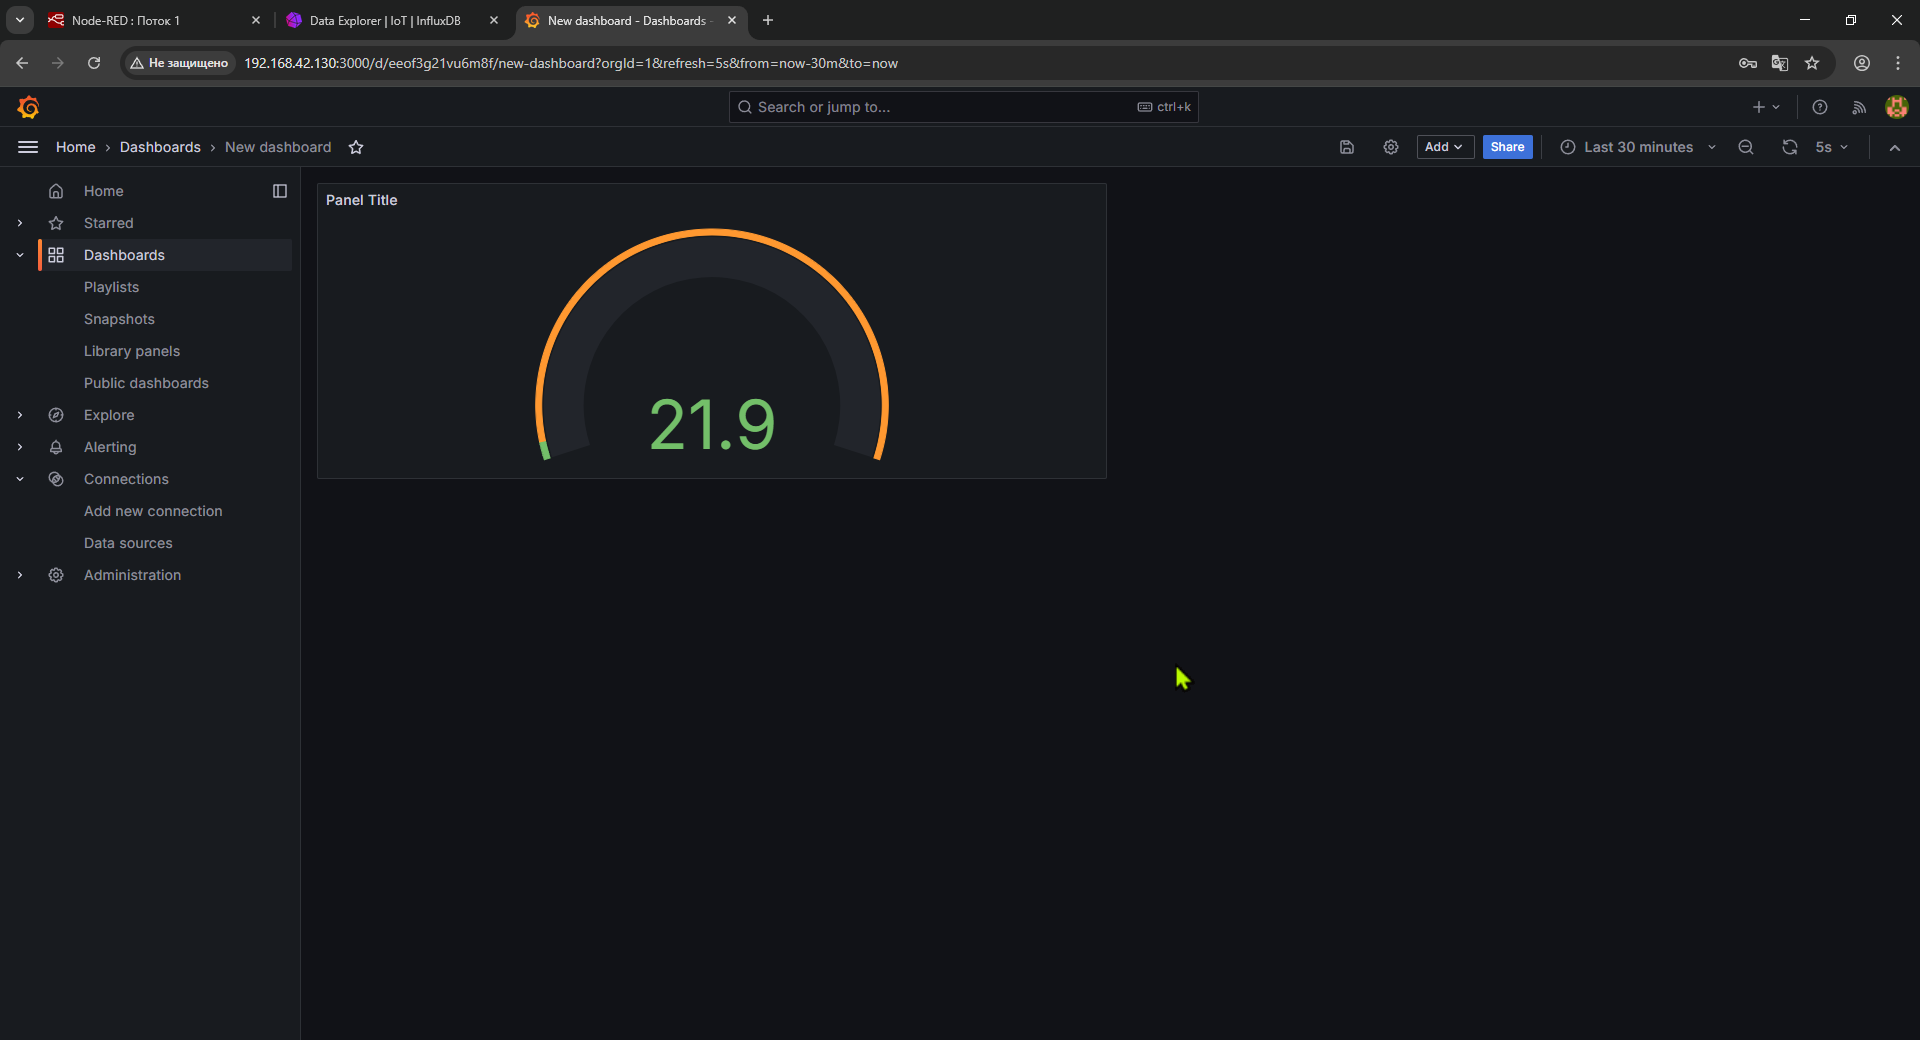 Node-RED : Поток 1
Data Explorer | IoT | InfluxDB
New dashboard - Dashboards -
Не защищено
192.168.42.130:3000/d/eeof3g21vu6m8f/new-dashboard?orgId=1&refresh=5s&from=now-30m&to=now
Search or jump to...
ctrl+k
Home › Dashboards › New dashboard
Add
Share
Last 30 minutes
5s
Home
Starred
Dashboards
Playlists
Snapshots
Library panels
Public dashboards
Explore
Alerting
Connections
Add new connection
Data sources
Administration
Panel Title
21.9